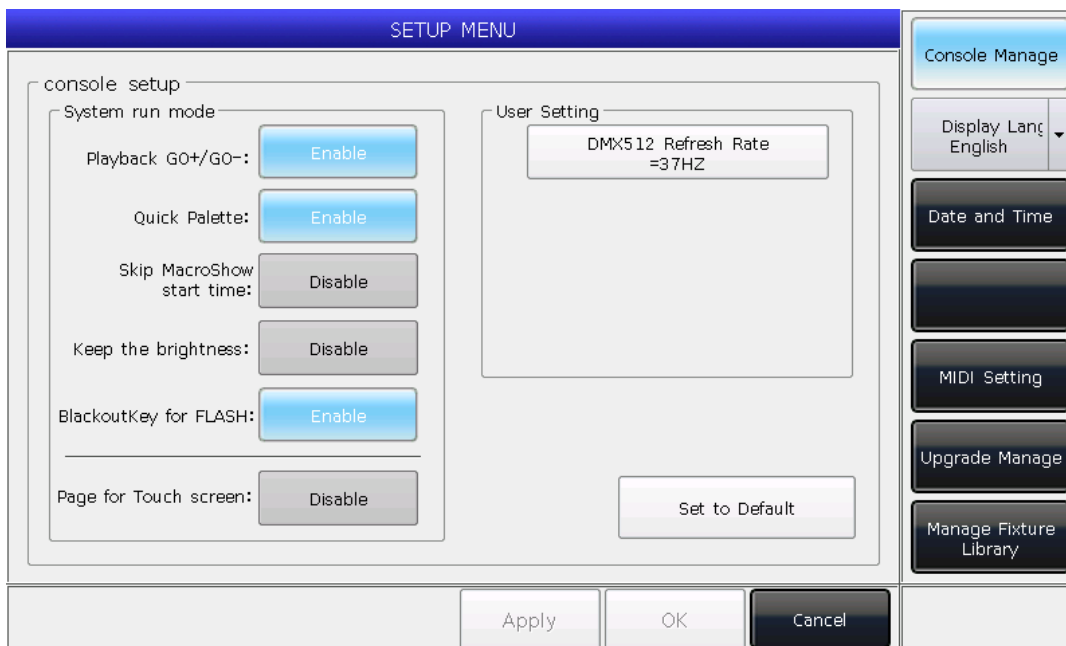 SETUP MENU
console setup
System run mode
Playback GO+/GO-:
Enable
Quick Palette:
Enable
Skip MacroShow
start time:
Disable
Keep the brightness:
Disable
BlackoutKey for FLASH:
Enable
Page for Touch screen:
Disable
User Setting
DMX512 Refresh Rate
=37HZ
Set to Default
Apply
OK
Cancel
Console Manage
Display Lang
English
Date and Time
MIDI Setting
Upgrade Manage
Manage Fixture
Library